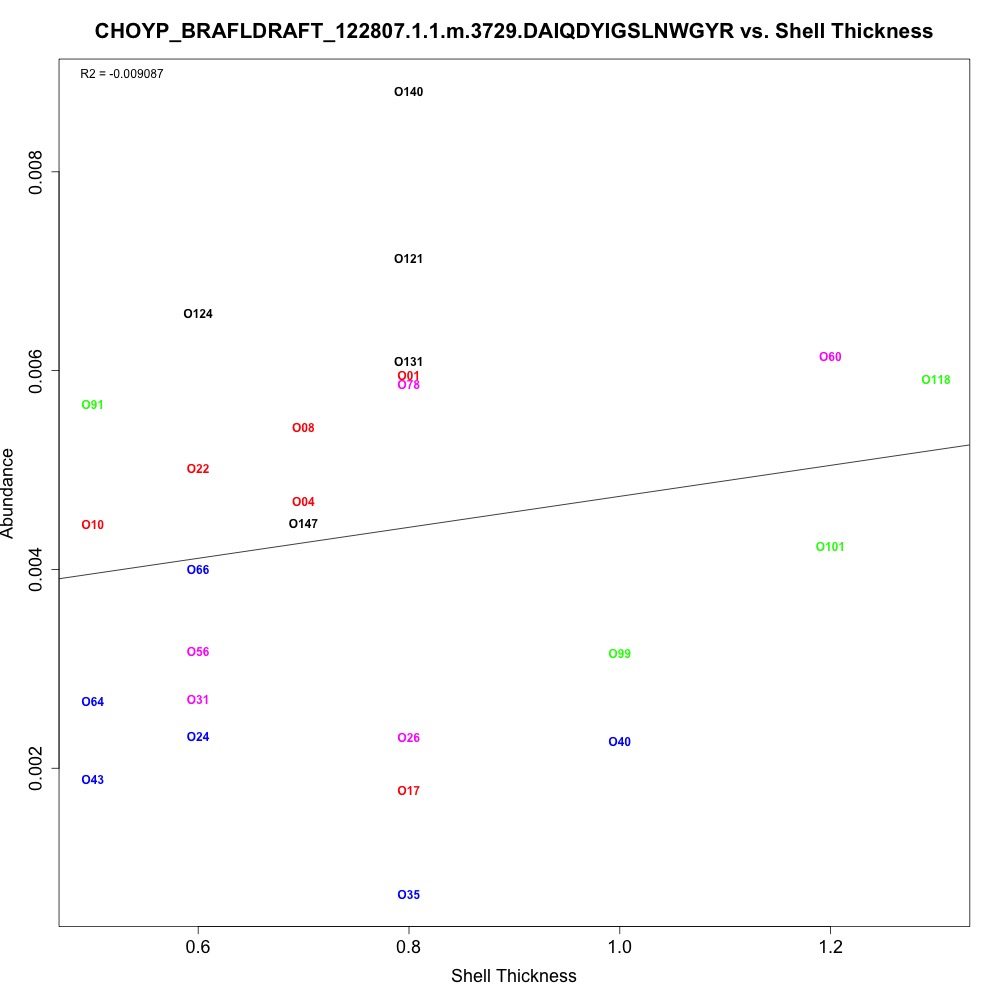 CHOYP_BRAFLDRAFT_122807.1.1.m.3729.DAIQDYIGSLNWGYR vs. Shell Thickness
R2 = -0.009087
O140
0.008
O121
O124
O131
O60
0.006
O01
O118
O78
O91
O08
O22
Abundance
O04
O10
O147
O101
0.004
O66
O56
O99
O31
O64
O24
O26
O40
0.002
O43
O17
O35
0.6 0.8 1.0 1.2
Shell Thickness